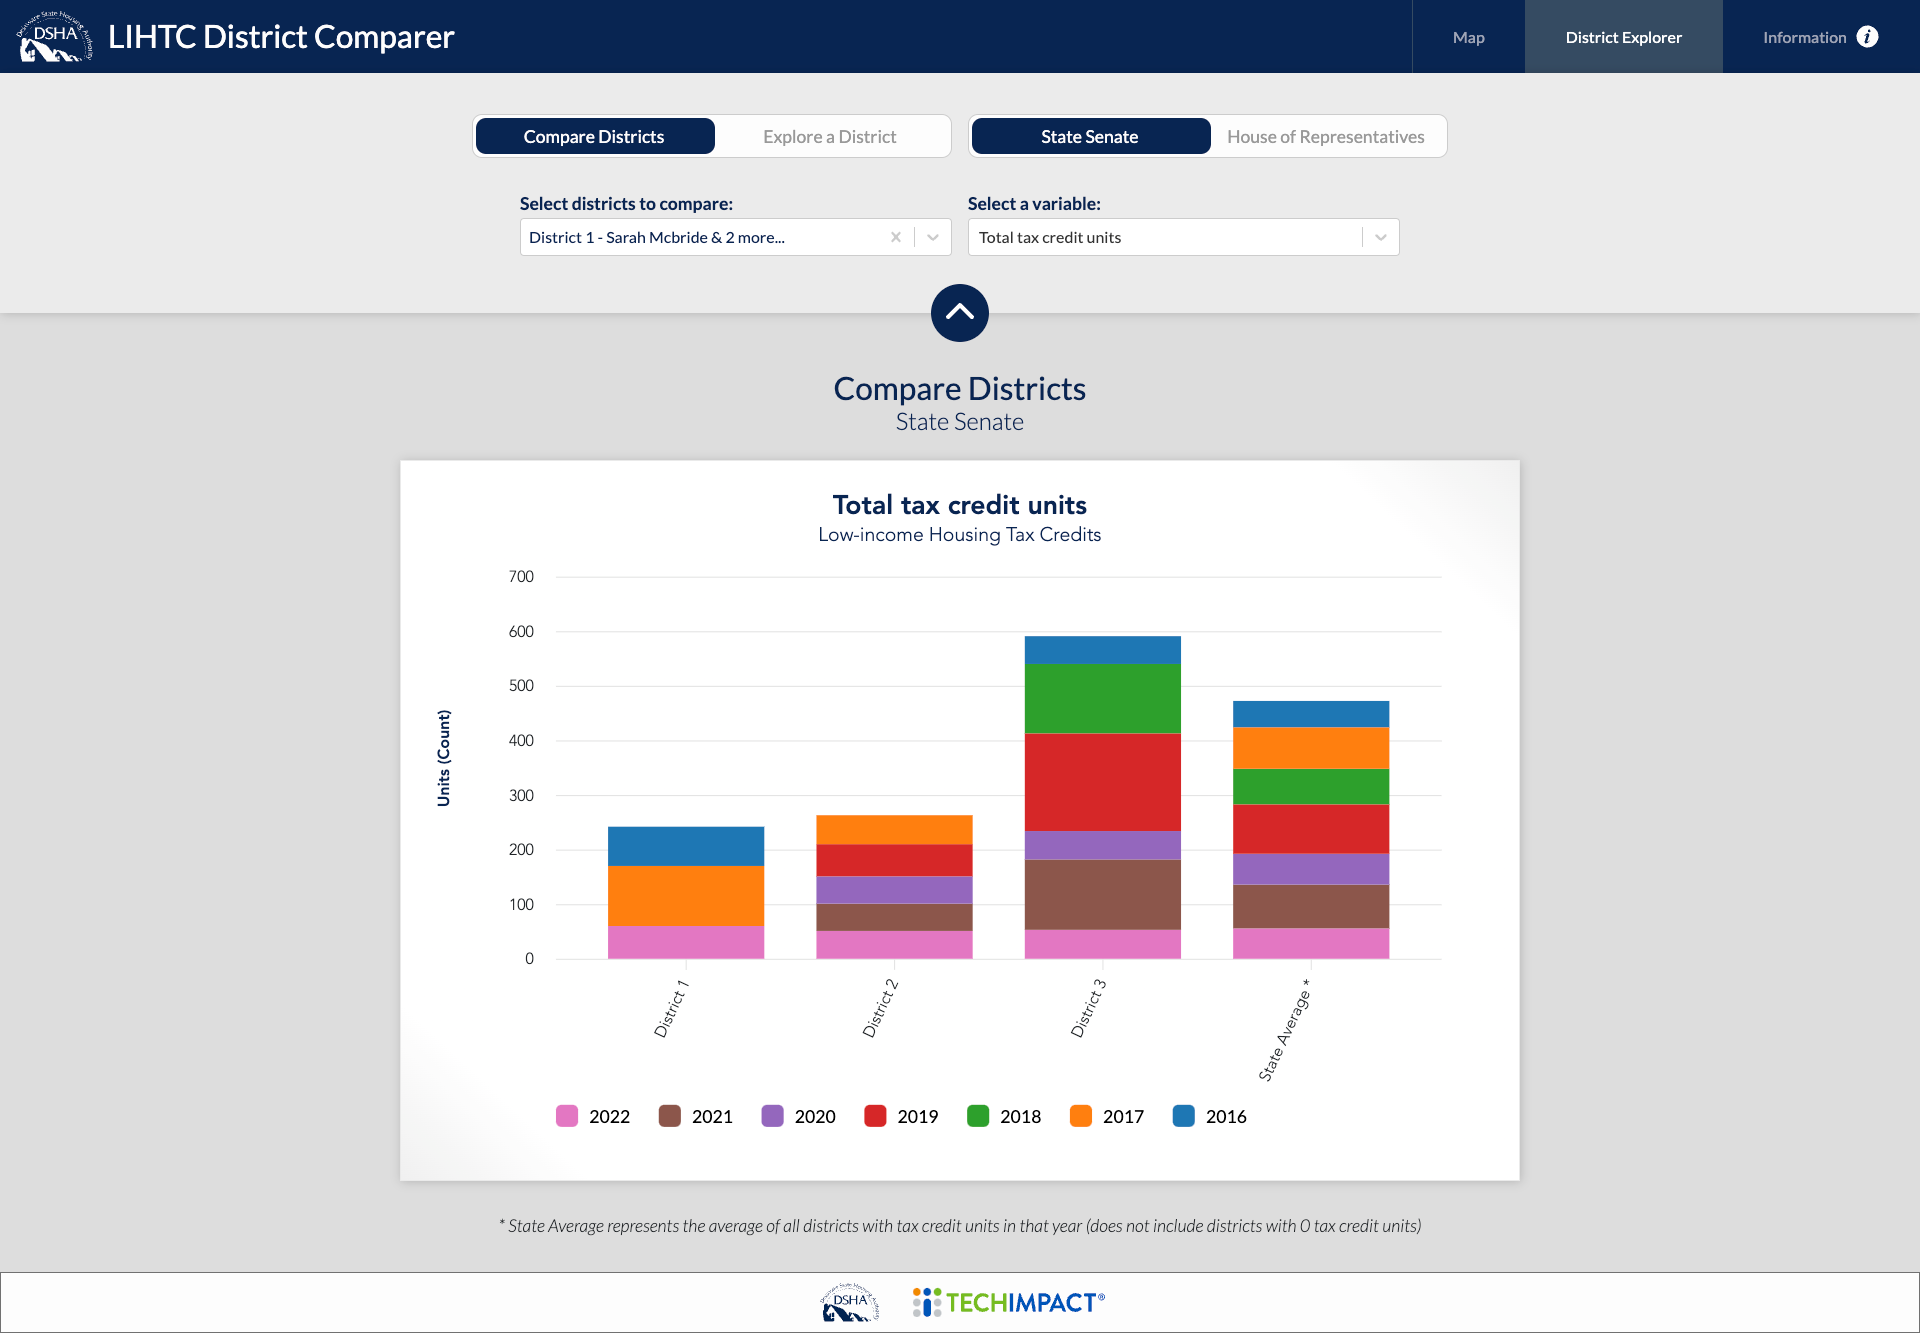 Delaware State Housing Authority
DSHA
LIHTC District Comparer
Map
District Explorer
Information
i
Compare Districts
Explore a District
State Senate
House of Representatives
Select districts to compare:
Select a variable:
District 1 - Sarah Mcbride & 2 more...
Total tax credit units
Compare Districts
State Senate
Total tax credit units
Low-income Housing Tax Credits
Units (Count)
700
600
500
400
300
200
100
0
District 1
District 2
District 3
State Average *
2022
2021
2020
2019
2018
2017
2016
* State Average represents the average of all districts with tax credit units in that year (does not include districts with 0 tax credit units)
Delaware State Housing Authority
DSHA
TECHIMPACT®